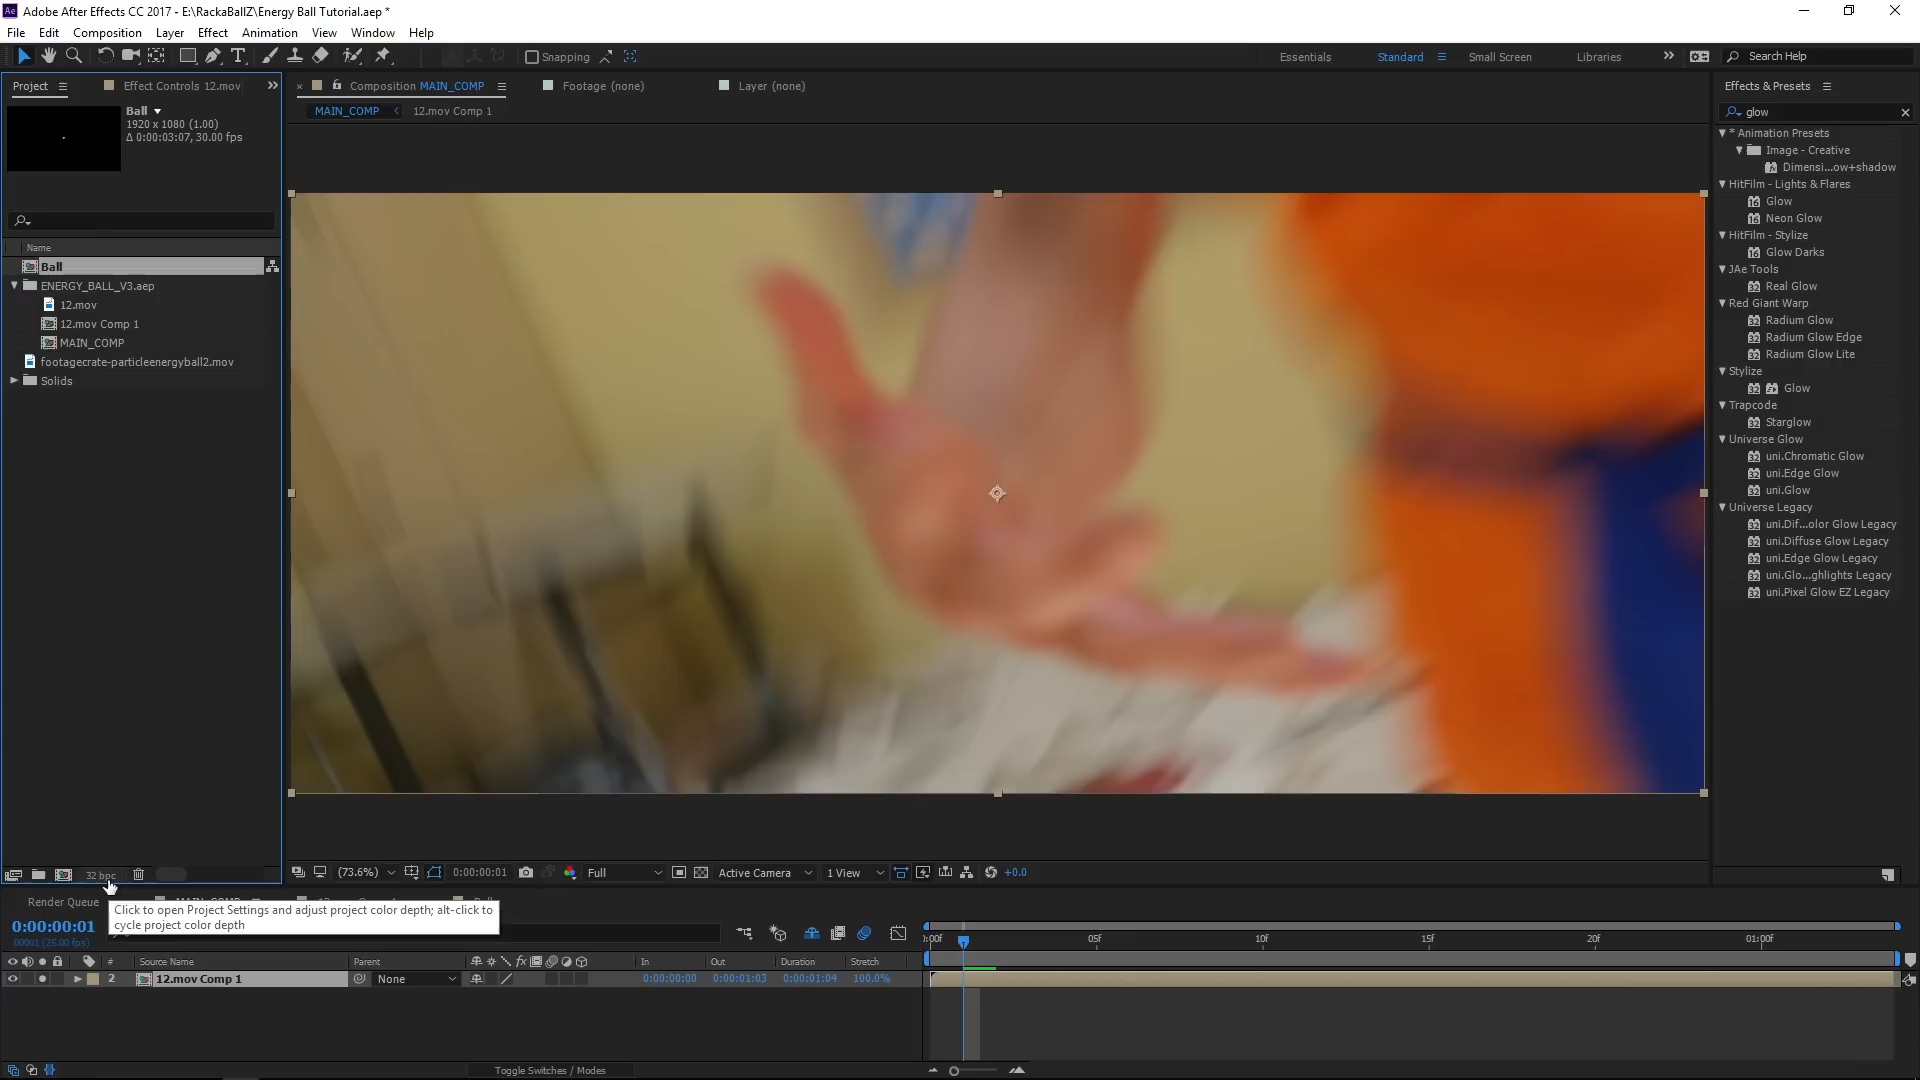 Adobe After Effects CC 2017 - E:\RackaBallZ\Energy Ball Tutorial.aep *
File Edit Composition Layer Effect Animation View Window Help
Snapping
Essentials Standard Small Screen Libraries Search Help
Project Effect Controls 12.mov
Composition MAIN_COMP Footage (none) Layer (none)
Effects & Presets
Ball
1920 x 1080 (1.00)
Δ 0:00:03:07, 30.00 fps
MAIN_COMP 12.mov Comp 1
glow
* Animation Presets
Image - Creative
Dimensi...ow+shadow
HitFilm - Lights & Flares
Glow
Neon Glow
HitFilm - Stylize
Glow Darks
JAe Tools
Real Glow
Red Giant Warp
Radium Glow
Radium Glow Edge
Radium Glow Lite
Stylize
Glow
Trapcode
Starglow
Universe Glow
uni.Chromatic Glow
uni.Edge Glow
uni.Glow
Universe Legacy
uni.Dif...olor Glow Legacy
uni.Diffuse Glow Legacy
uni.Edge Glow Legacy
uni.Glo...ghlights Legacy
uni.Pixel Glow EZ Legacy
Name
Ball
ENERGY_BALL_V3.aep
12.mov
12.mov Comp 1
MAIN_COMP
footagecrate-particleenergyball2.mov
Solids
32 bpc
(73.6%) 0:00:00:01 Full Active Camera 1 View +0.0
Render Queue
Click to open Project Settings and adjust project color depth; alt-click to
cycle project color depth
0:00:00:01
00001 (25.00 fps)
0:00f 05f 10f 15f 20f 01:00f
# Source Name Parent In Out Duration Stretch
2 12.mov Comp 1 None 0:00:00:00 0:00:01:03 0:00:01:04 100.0%
Toggle Switches / Modes